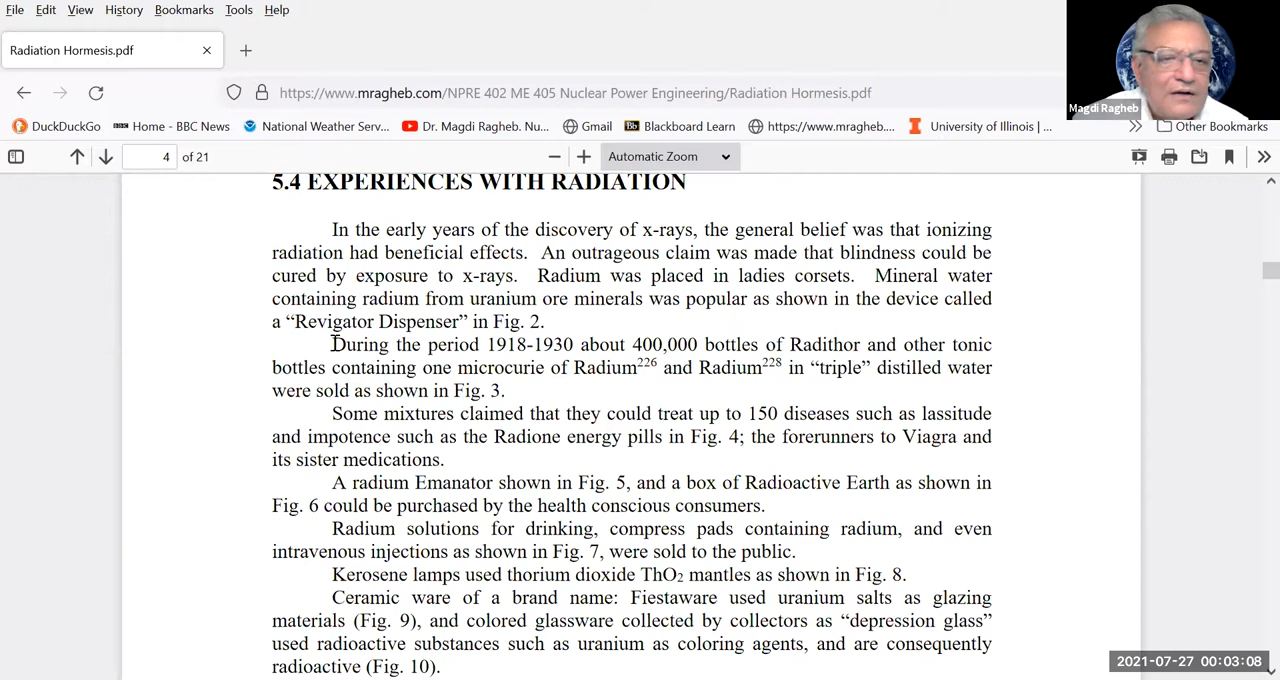 File Edit View History Bookmarks Tools Help
Radiation Hormesis.pdf
https://www.mragheb.com/NPRE 402 ME 405 Nuclear Power Engineering/Radiation Hormesis.pdf
Magdi Ragheb
DuckDuckGo BBC Home - BBC News National Weather Serv... Dr. Magdi Ragheb. Nu... Gmail Bb Blackboard Learn https://www.mragheb.... I University of Illinois |... Other Bookmarks
4 of 21 Automatic Zoom
5.4 EXPERIENCES WITH RADIATION
In the early years of the discovery of x-rays, the general belief was that ionizing
radiation had beneficial effects. An outrageous claim was made that blindness could be
cured by exposure to x-rays. Radium was placed in ladies corsets. Mineral water
containing radium from uranium ore minerals was popular as shown in the device called
a “Revigator Dispenser” in Fig. 2.
During the period 1918-1930 about 400,000 bottles of Radithor and other tonic
bottles containing one microcurie of Radium²²⁶ and Radium²²⁸ in “triple” distilled water
were sold as shown in Fig. 3.
Some mixtures claimed that they could treat up to 150 diseases such as lassitude
and impotence such as the Radione energy pills in Fig. 4; the forerunners to Viagra and
its sister medications.
A radium Emanator shown in Fig. 5, and a box of Radioactive Earth as shown in
Fig. 6 could be purchased by the health conscious consumers.
Radium solutions for drinking, compress pads containing radium, and even
intravenous injections as shown in Fig. 7, were sold to the public.
Kerosene lamps used thorium dioxide ThO₂ mantles as shown in Fig. 8.
Ceramic ware of a brand name: Fiestaware used uranium salts as glazing
materials (Fig. 9), and colored glassware collected by collectors as “depression glass”
used radioactive substances such as uranium as coloring agents, and are consequently
radioactive (Fig. 10).
2021-07-27 00:03:08